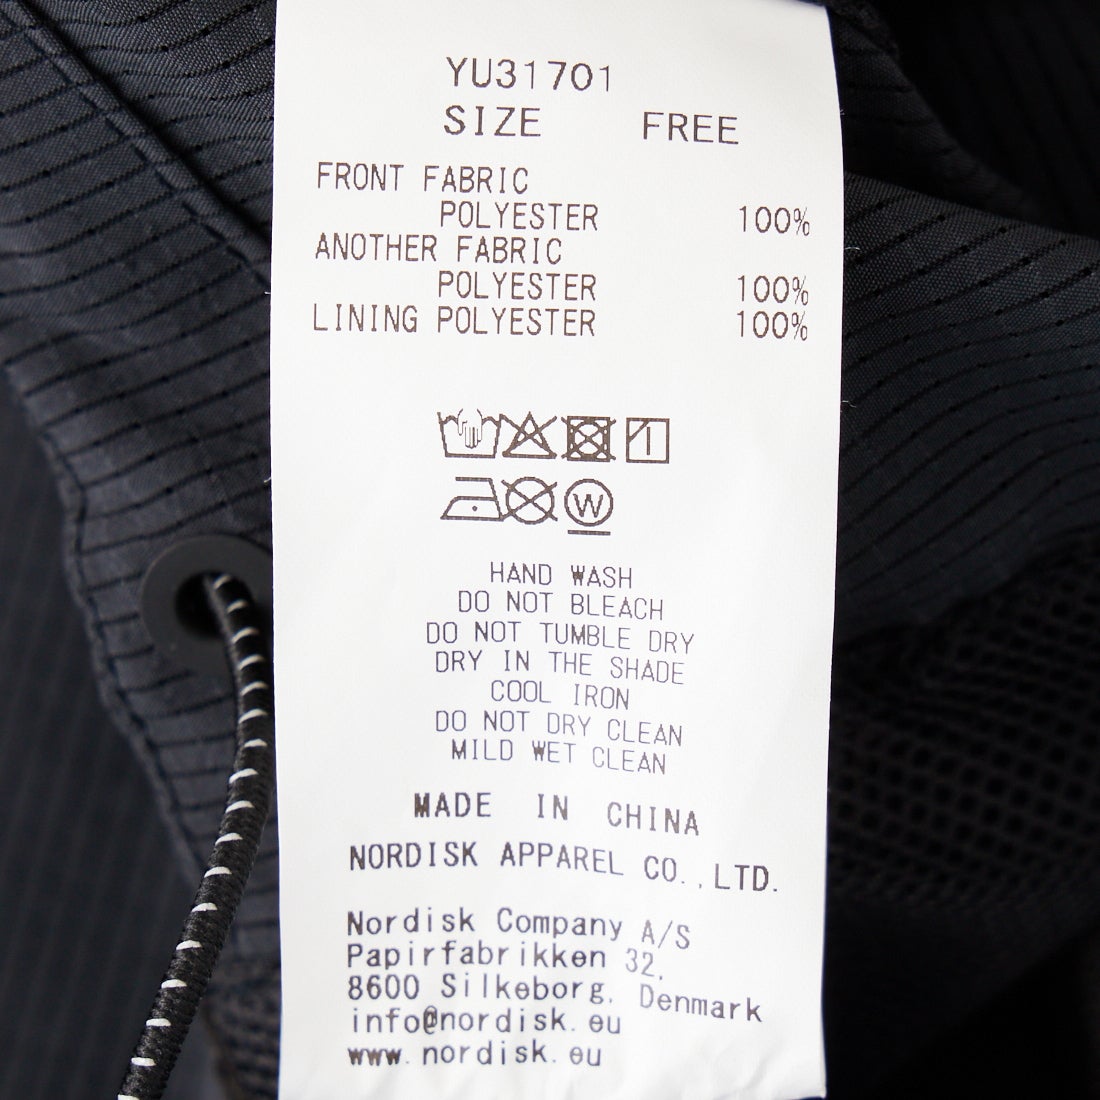 YU31701
SIZE FREE
FRONT FABRIC
POLYESTER 100%
ANOTHER FABRIC
POLYESTER 100%
LINING POLYESTER 100%
W
HAND WASH
DO NOT BLEACH
DO NOT TUMBLE DRY
DRY IN THE SHADE
COOL IRON
DO NOT DRY CLEAN
MILD WET CLEAN
MADE IN CHINA
NORDISK APPAREL CO.,LTD.
Nordisk Company A/S
Papirfabrikken 32,
8600 Silkeborg, Denmark
info@nordisk.eu
www.nordisk.eu